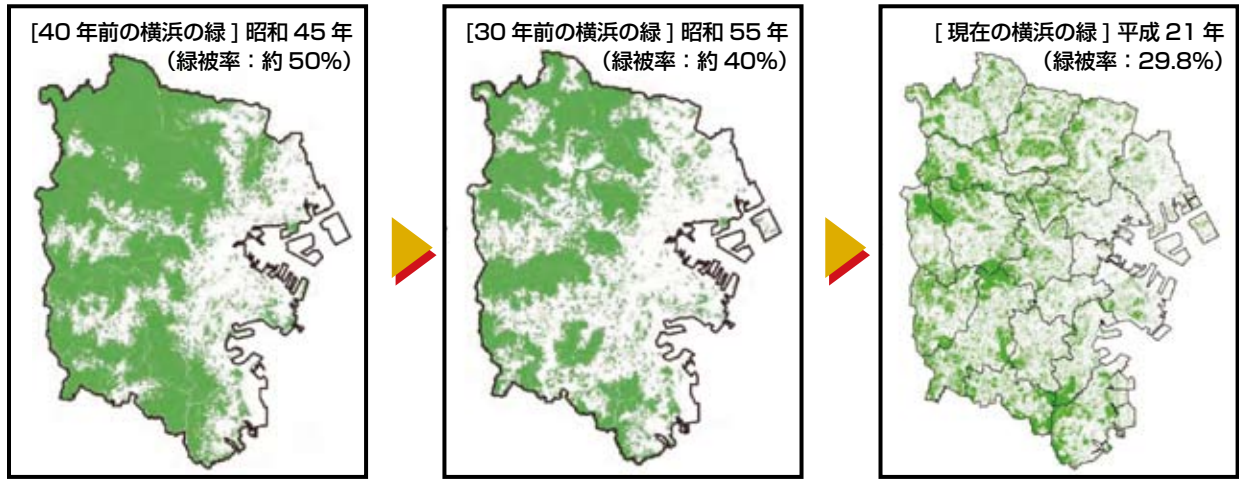 [40 年前の横浜の緑 ] 昭和 45 年
(緑被率:約 50%)
[30 年前の横浜の緑 ] 昭和 55 年
(緑被率:約 40%)
[ 現在の横浜の緑 ] 平成 21 年
(緑被率:29.8%)